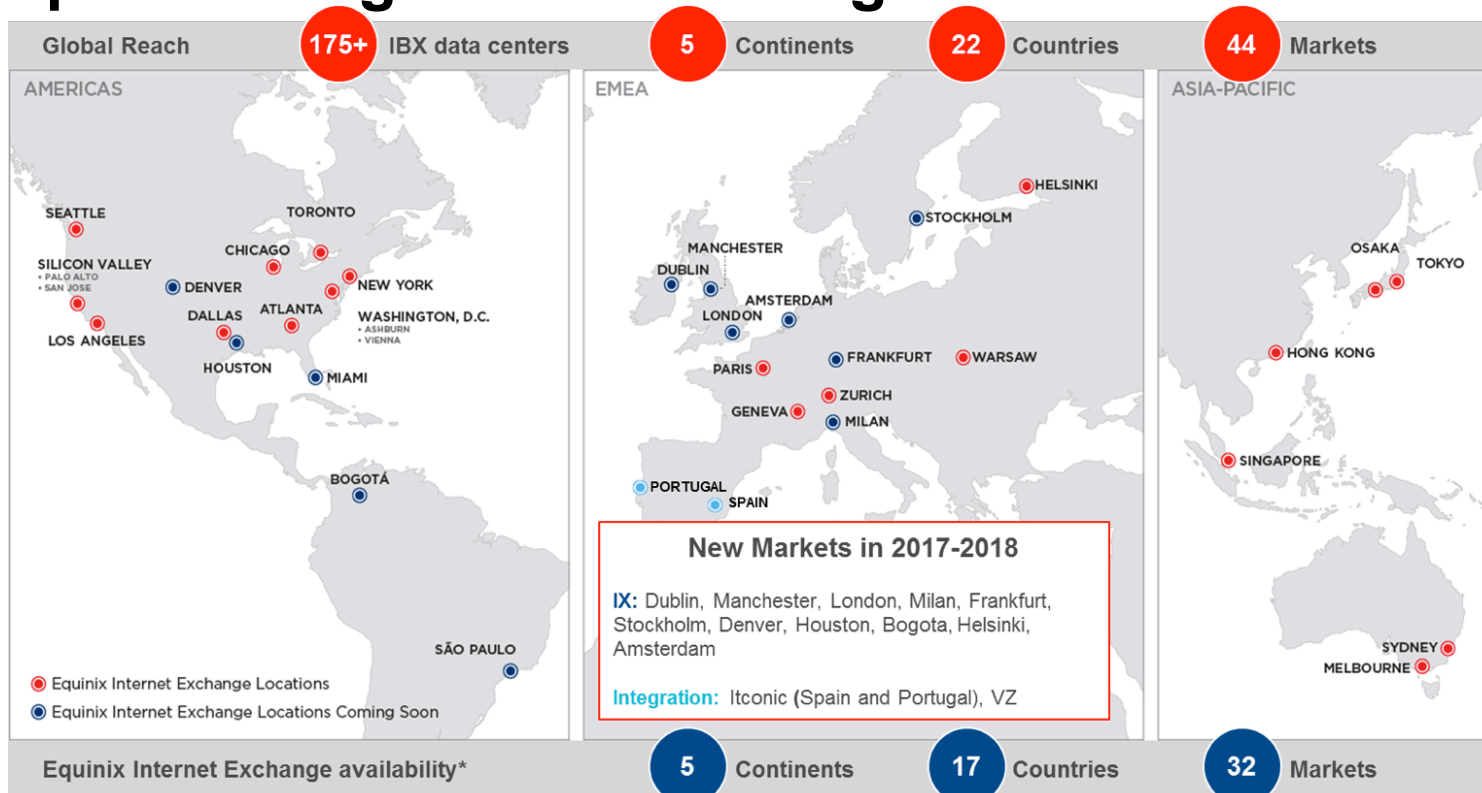 Global Reach
175+ IBX data centers
5 Continents
22 Countries
44 Markets
AMERICAS
SEATTLE
TORONTO
CHICAGO
SILICON VALLEY
• PALO ALTO
• SAN JOSE
DENVER
NEW YORK
DALLAS
ATLANTA
WASHINGTON, D.C.
• ASHBURN
• VIENNA
LOS ANGELES
HOUSTON
MIAMI
BOGOTÁ
SÃO PAULO
Equinix Internet Exchange Locations
Equinix Internet Exchange Locations Coming Soon
EMEA
HELSINKI
STOCKHOLM
MANCHESTER
DUBLIN
AMSTERDAM
LONDON
FRANKFURT
WARSAW
PARIS
ZURICH
GENEVA
MILAN
PORTUGAL
SPAIN
New Markets in 2017-2018
IX: Dublin, Manchester, London, Milan, Frankfurt,
Stockholm, Denver, Houston, Bogota, Helsinki,
Amsterdam
Integration: Itconic (Spain and Portugal), VZ
ASIA-PACIFIC
OSAKA
TOKYO
HONG KONG
SINGAPORE
SYDNEY
MELBOURNE
Equinix Internet Exchange availability*
5 Continents
17 Countries
32 Markets